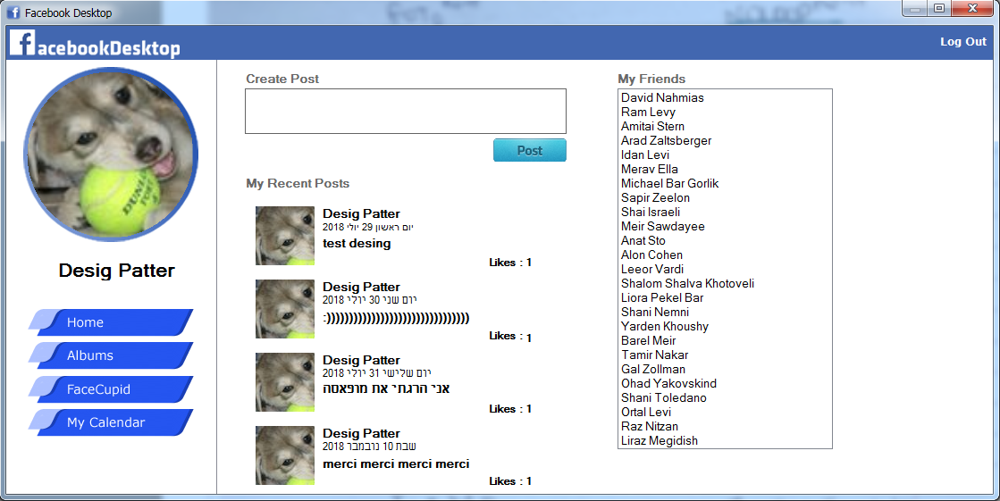 Facebook Desktop
facebookDesktop
Log Out
Desig Patter
Home
Albums
FaceCupid
My Calendar
Create Post
Post
My Recent Posts
Desig Patter
יום ראשון 29 יולי 2018
test desing
Likes : 1
Desig Patter
יום שני 30 יולי 2018
:))))))))))))))))))))))))))))))))
Likes : 1
Desig Patter
יום שלישי 31 יולי 2018
אני הרגתי את מופאסה
Likes : 1
Desig Patter
שבת 10 נובמבר 2018
merci merci merci merci
Likes : 1
My Friends
David Nahmias
Ram Levy
Amitai Stern
Arad Zaltsberger
Idan Levi
Merav Ella
Michael Bar Gorlik
Sapir Zeelon
Shai Israeli
Meir Sawdayee
Anat Sto
Alon Cohen
Leeor Vardi
Shalom Shalva Khotoveli
Liora Pekel Bar
Shani Nemni
Yarden Khoushy
Barel Meir
Tamir Nakar
Gal Zollman
Ohad Yakovskind
Shani Toledano
Ortal Levi
Raz Nitzan
Liraz Megidish